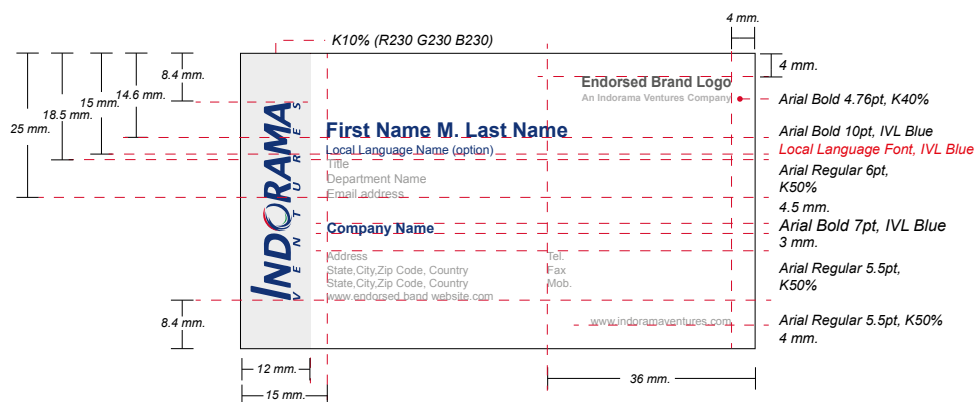 4 mm.
K10% (R230 G230 B230)
8.4 mm.
4 mm.
15 mm.
14.6 mm.
18.5 mm.
25 mm.
Endorsed Brand Logo
An Indorama Ventures Company
Arial Bold 4.76pt, K40%
INDORAMA
VENTURES
First Name M. Last Name
Arial Bold 10pt, IVL Blue
Local Language Name (option)
Local Language Font, IVL Blue
Title
Department Name
Email address
Arial Regular 6pt,
K50%
4.5 mm.
Company Name
Arial Bold 7pt, IVL Blue
3 mm.
Address
State,City,Zip Code, Country
State,City,Zip Code, Country
www.endorsed band website.com
Tel.
Fax
Mob.
Arial Regular 5.5pt,
K50%
8.4 mm.
www.indoramaventures.com
Arial Regular 5.5pt, K50%
4 mm.
12 mm.
15 mm.
36 mm.